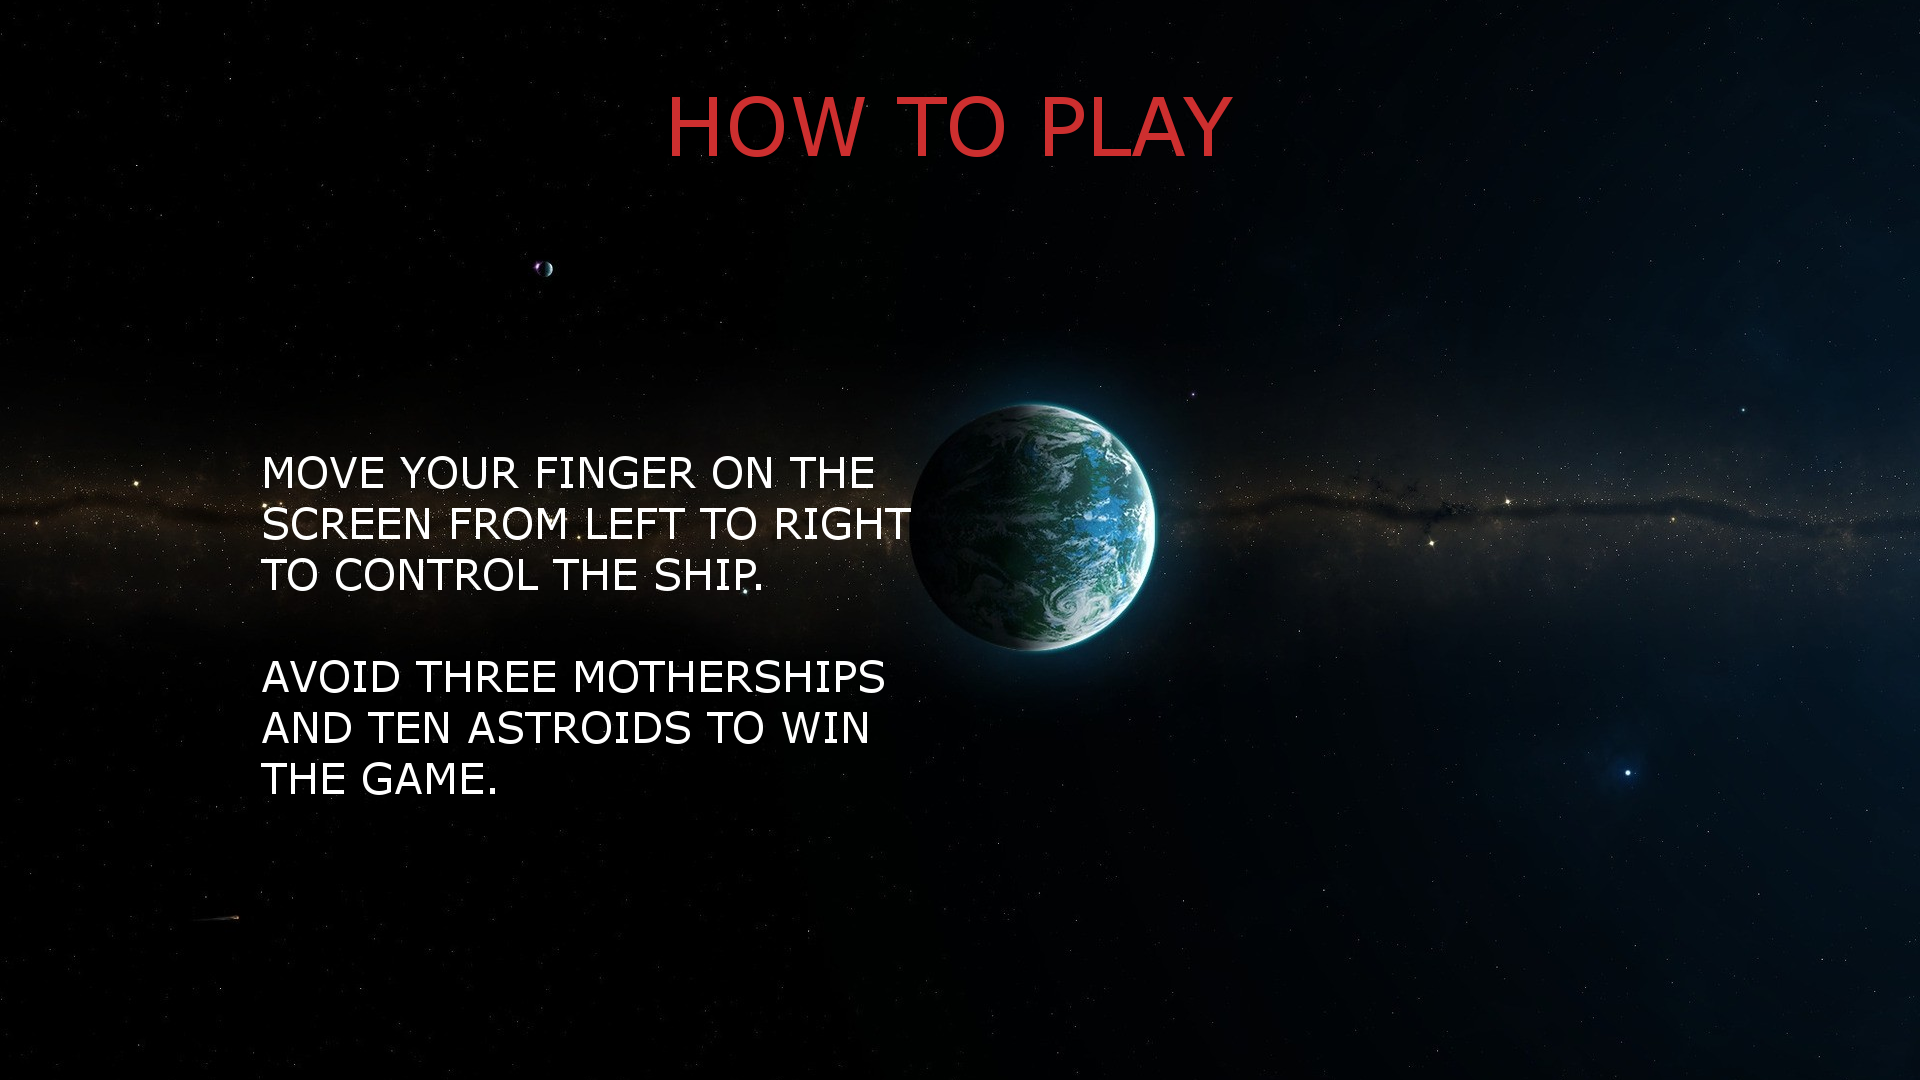 HOW TO PLAY
MOVE YOUR FINGER ON THE
SCREEN FROM LEFT TO RIGHT
TO CONTROL THE SHIP.
AVOID THREE MOTHERSHIPS
AND TEN ASTROIDS TO WIN
THE GAME.